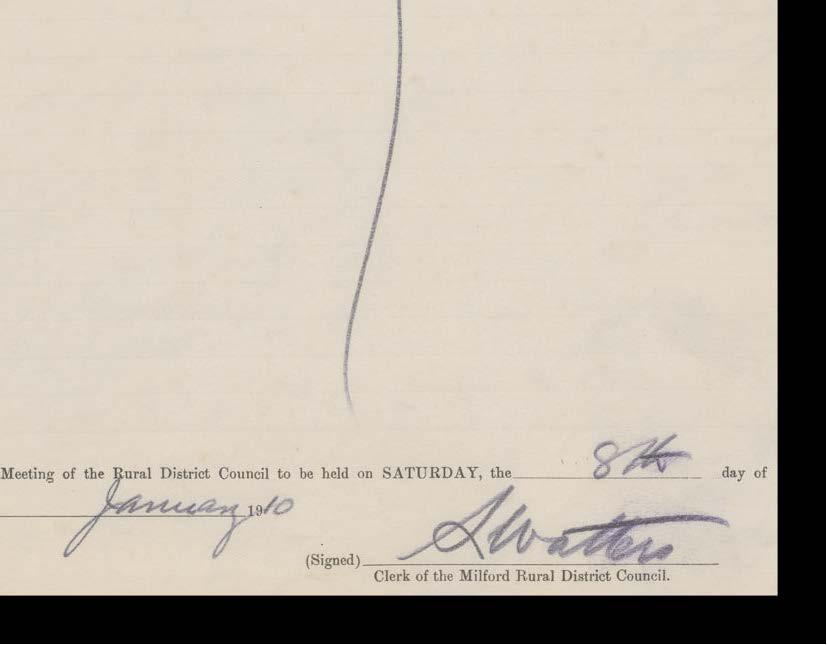 Meeting of the Rural District Council to be held on SATURDAY, the 8th day of
January 1910
(Signed) S Watters
Clerk of the Milford Rural District Council.